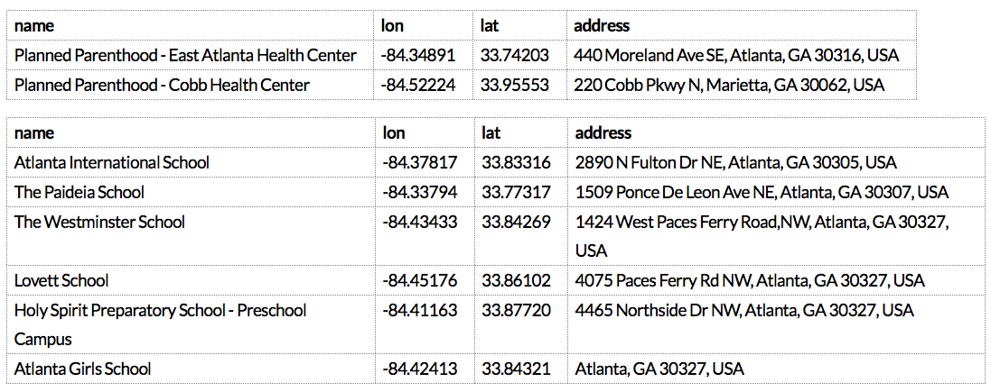 name lon lat address
Planned Parenthood - East Atlanta Health Center -84.34891 33.74203 440 Moreland Ave SE, Atlanta, GA 30316, USA
Planned Parenthood - Cobb Health Center -84.52224 33.95553 220 Cobb Pkwy N, Marietta, GA 30062, USA
name lon lat address
Atlanta International School -84.37817 33.83316 2890 N Fulton Dr NE, Atlanta, GA 30305, USA
The Paideia School -84.33794 33.77317 1509 Ponce De Leon Ave NE, Atlanta, GA 30307, USA
The Westminster School -84.43433 33.84269 1424 West Paces Ferry Road,NW, Atlanta, GA 30327,
USA
Lovett School -84.45176 33.86102 4075 Paces Ferry Rd NW, Atlanta, GA 30327, USA
Holy Spirit Preparatory School - Preschool -84.41163 33.87720 4465 Northside Dr NW, Atlanta, GA 30327, USA
Campus
Atlanta Girls School -84.42413 33.84321 Atlanta, GA 30327, USA